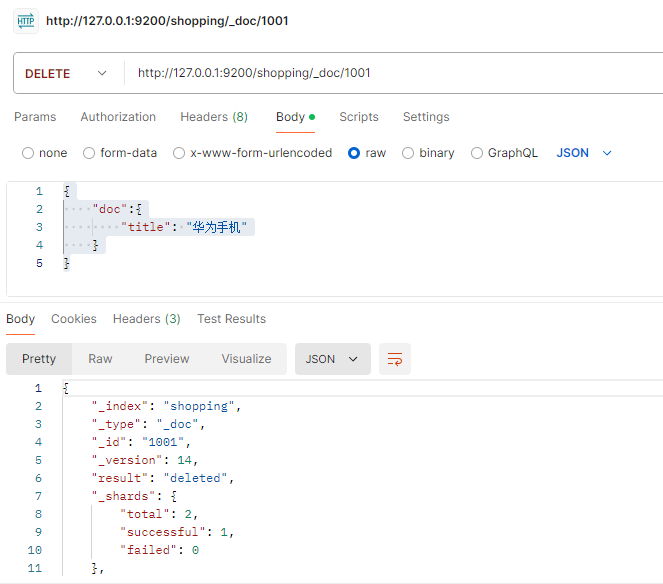 HTTP http://127.0.0.1:9200/shopping/_doc/1001
DELETE http://127.0.0.1:9200/shopping/_doc/1001
Params Authorization Headers (8) Body Scripts Settings
none form-data x-www-form-urlencoded raw binary GraphQL JSON
1 {
2 "doc":{
3 "title": "华为手机"
4 }
5 }
Body Cookies Headers (3) Test Results
Pretty Raw Preview Visualize JSON
1 {
2 "_index": "shopping",
3 "_type": "_doc",
4 "_id": "1001",
5 "_version": 14,
6 "result": "deleted",
7 "_shards": {
8 "total": 2,
9 "successful": 1,
10 "failed": 0
11 },